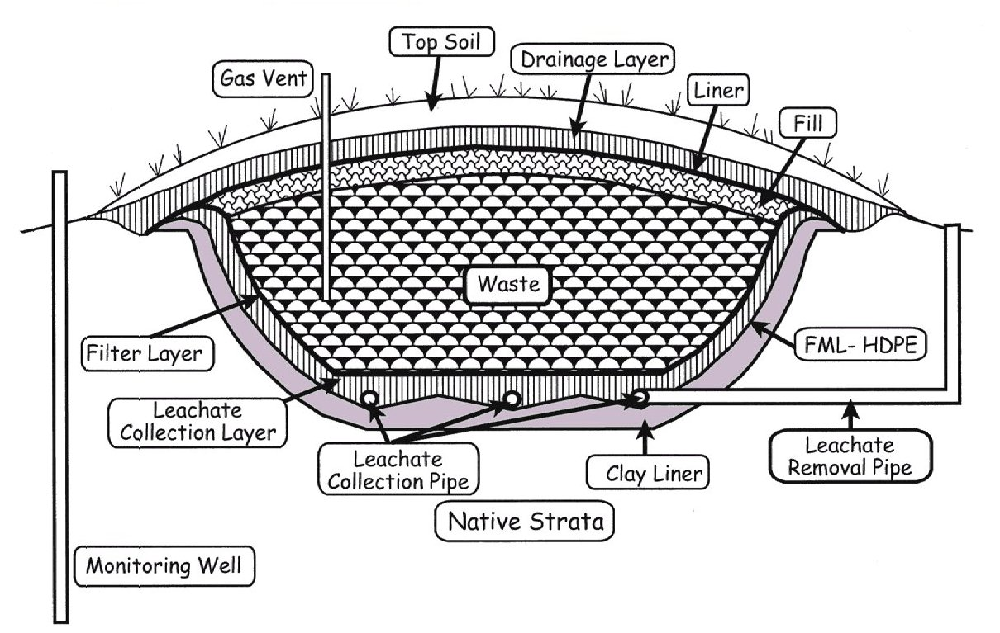 Top Soil
Drainage Layer
Gas Vent
Liner
Fill
Waste
Filter Layer
FML- HDPE
Leachate
Collection Layer
Leachate
Collection Pipe
Clay Liner
Leachate
Removal Pipe
Native Strata
Monitoring Well